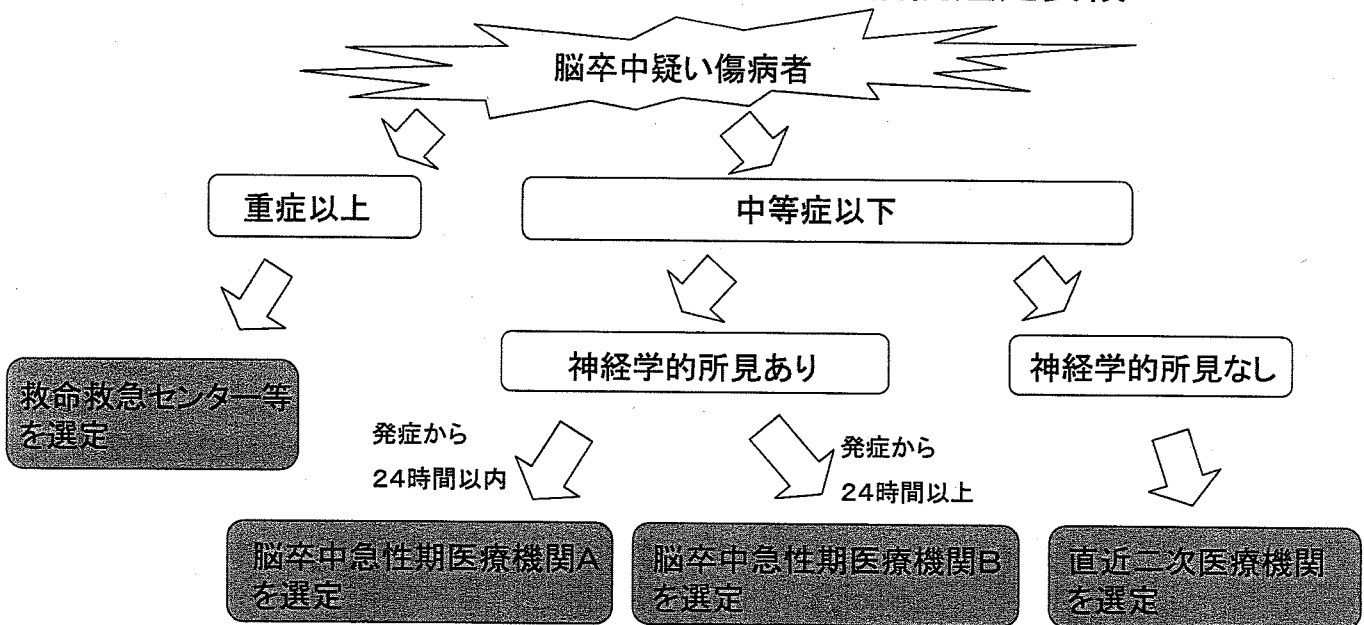 脳卒中疑い傷病者
重症以上
中等症以下
神経学的所見あり
神経学的所見なし
救命救急センター等
を選定
発症から
24時間以内
発症から
24時間以上
脳卒中急性期医療機関A
を選定
脳卒中急性期医療機関B
を選定
直近二次医療機関
を選定